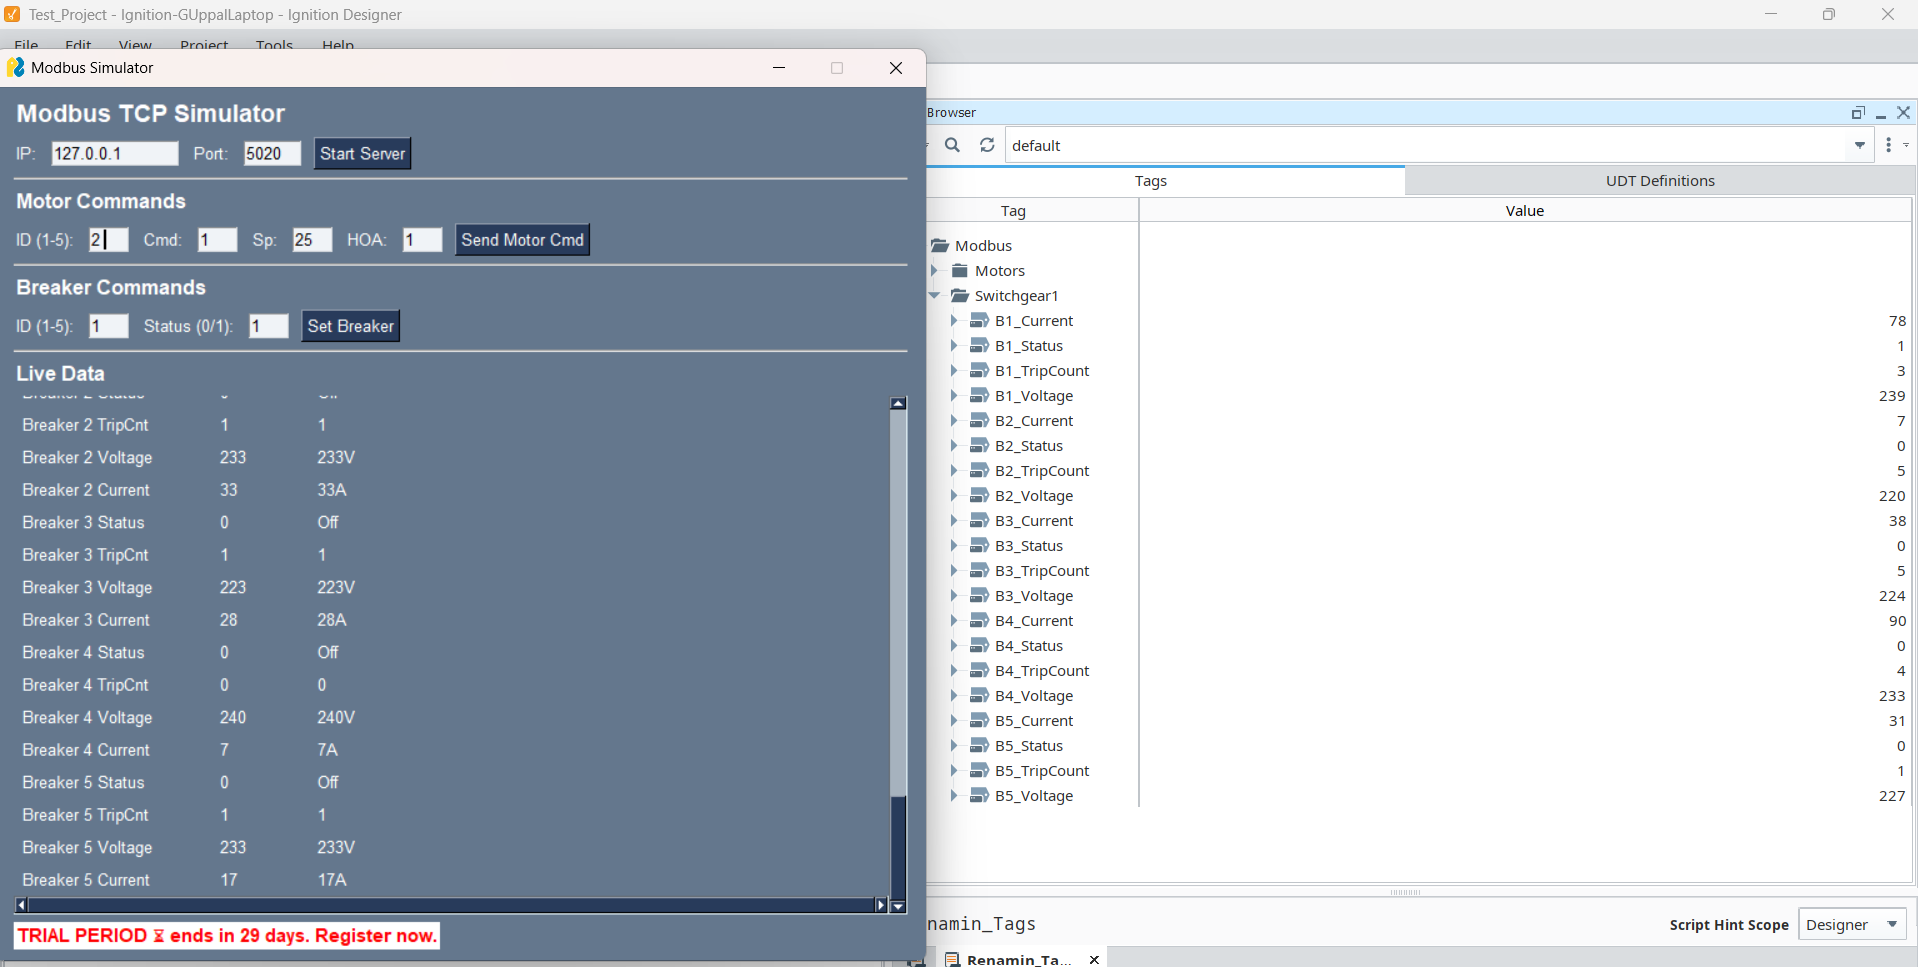 Test_Project - Ignition-GUppalLaptop - Ignition Designer
File Edit View Project Tools Help
Modbus Simulator
Modbus TCP Simulator
IP: 127.0.0.1 Port: 5020 Start Server
Motor Commands
ID (1-5): 2 Cmd: 1 Sp: 25 HOA: 1 Send Motor Cmd
Breaker Commands
ID (1-5): 1 Status (0/1): 1 Set Breaker
Live Data
Breaker 2 Status 0 Off
Breaker 2 TripCnt 1 1
Breaker 2 Voltage 233 233V
Breaker 2 Current 33 33A
Breaker 3 Status 0 Off
Breaker 3 TripCnt 1 1
Breaker 3 Voltage 223 223V
Breaker 3 Current 28 28A
Breaker 4 Status 0 Off
Breaker 4 TripCnt 0 0
Breaker 4 Voltage 240 240V
Breaker 4 Current 7 7A
Breaker 5 Status 0 Off
Breaker 5 TripCnt 1 1
Breaker 5 Voltage 233 233V
Breaker 5 Current 17 17A
TRIAL PERIOD ⌛ ends in 29 days. Register now.
Browser
default
Tags UDT Definitions
Tag Value
Modbus
Motors
Switchgear1
B1_Current 78
B1_Status 1
B1_TripCount 3
B1_Voltage 239
B2_Current 7
B2_Status 0
B2_TripCount 5
B2_Voltage 220
B3_Current 38
B3_Status 0
B3_TripCount 5
B3_Voltage 224
B4_Current 90
B4_Status 0
B4_TripCount 4
B4_Voltage 233
B5_Current 31
B5_Status 0
B5_TripCount 1
B5_Voltage 227
namin_Tags Script Hint Scope Designer
Renamin_Ta...